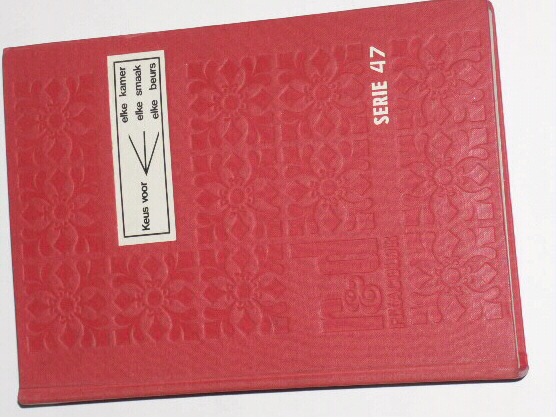 Keus voor
elke kamer
elke smaak
elke beurs
SERIE 47